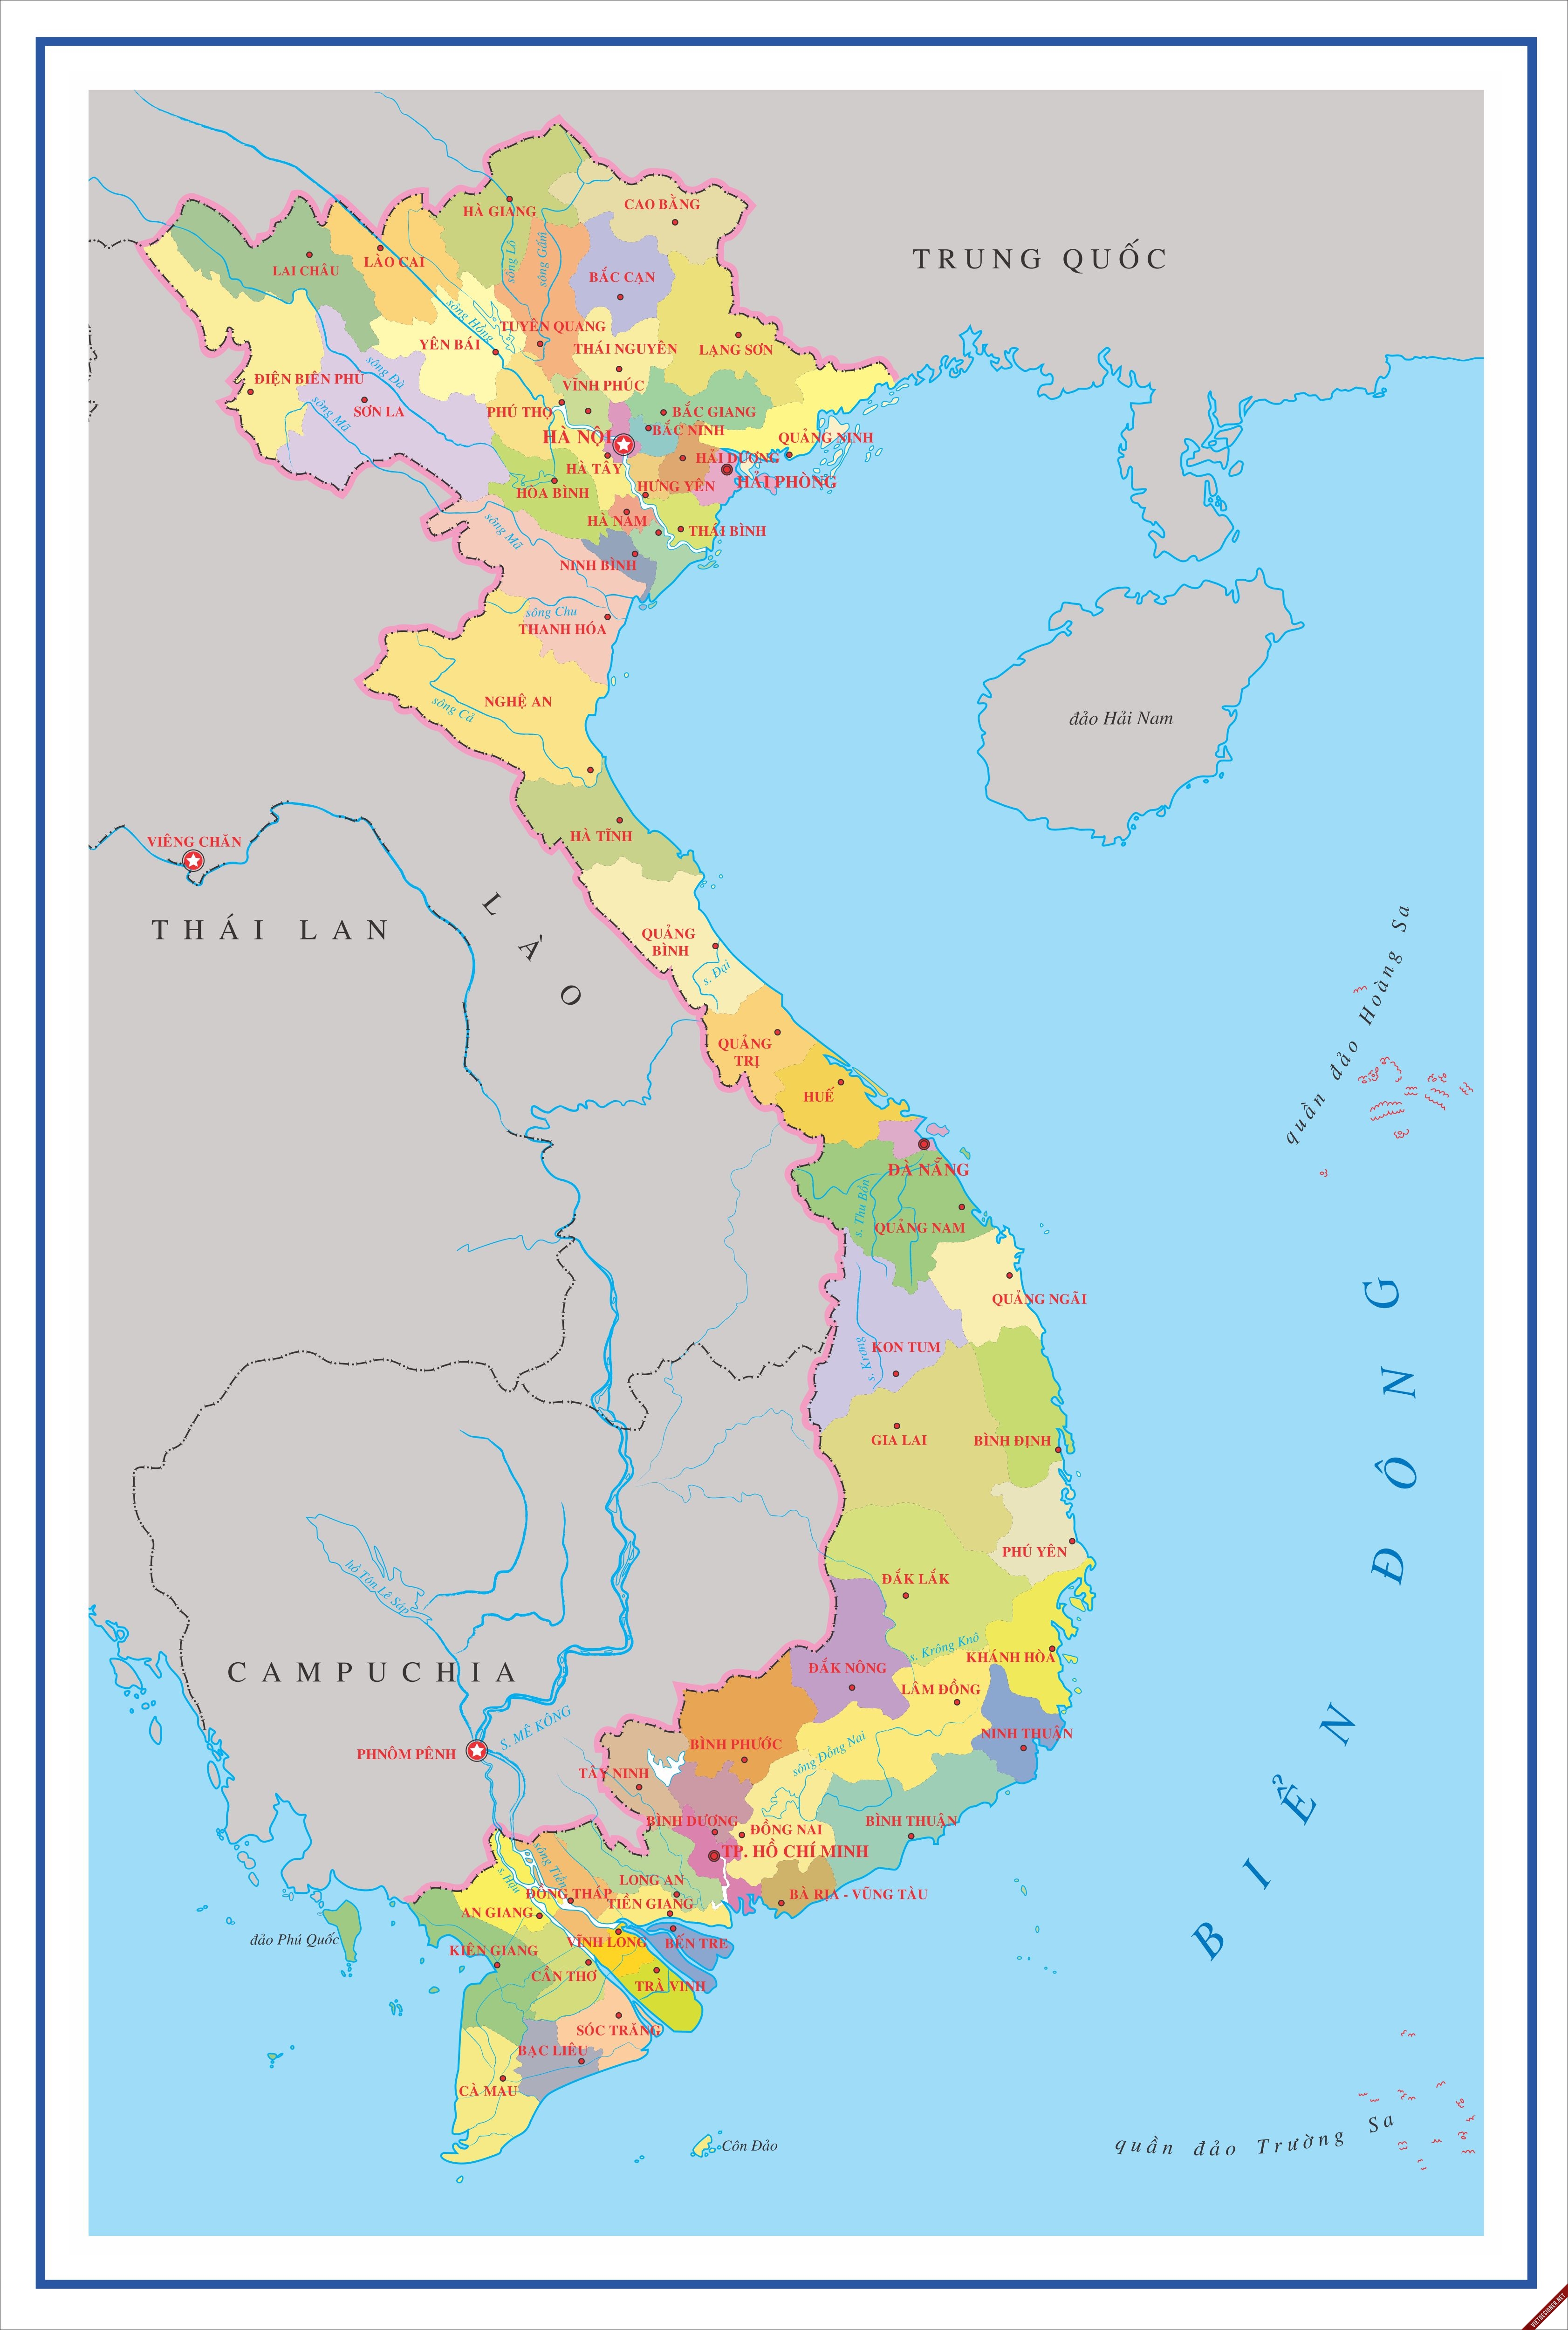 TRUNG QUỐC
HÀ GIANG
CAO BẰNG
LAI CHÂU
LÀO CAI
sông Lô
sông Gâm
BẮC CẠN
sông Hồng
TUYÊN QUANG
YÊN BÁI
THÁI NGUYÊN
LẠNG SƠN
ĐIỆN BIÊN PHỦ
sông Đà
VĨNH PHÚC
SƠN LA
sông Mã
PHÚ THỌ
BẮC GIANG
BẮC NINH
HÀ NỘI
QUẢNG NINH
HẢI DƯƠNG
HÀ TÂY
HẢI PHÒNG
HƯNG YÊN
HÒA BÌNH
HÀ NAM
THÁI BÌNH
sông Mã
NINH BÌNH
sông Chu
THANH HÓA
NGHỆ AN
sông Cả
đảo Hải Nam
HÀ TĨNH
VIÊNG CHĂN
THÁI LAN
LÀO
QUẢNG
BÌNH
s. Đại
quần đảo Hoàng Sa
QUẢNG
TRỊ
HUẾ
ĐÀ NẴNG
s. Thu Bồn
QUẢNG NAM
QUẢNG NGÃI
KON TUM
s. Krong
GIA LAI
BÌNH ĐỊNH
PHÚ YÊN
ĐẮK LẮK
hồ Tôn Lê Sáp
s. Krông Knô
KHÁNH HÒA
CAMPUCHIA
ĐẮK NÔNG
LÂM ĐỒNG
S. MÊ KÔNG
NINH THUẬN
BÌNH PHƯỚC
PHNÔM PÊNH
sông Đồng Nai
TÂY NINH
BÌNH DƯƠNG
ĐỒNG NAI
BÌNH THUẬN
TP. HỒ CHÍ MINH
sông Tiền
s.Hậu
LONG AN
ĐỒNG THÁP
BÀ RỊA - VŨNG TÀU
TIỀN GIANG
AN GIANG
đảo Phú Quốc
VĨNH LONG
BẾN TRE
KIÊN GIANG
CẦN THƠ
TRÀ VINH
SÓC TRĂNG
BẠC LIÊU
CÀ MAU
Côn Đảo
BIỂN ĐÔNG
quần đảo Trường Sa
VIETDESIGNER.NET